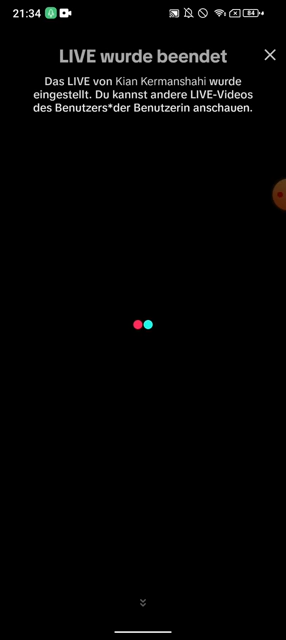 21:34
84
LIVE wurde beendet
Das LIVE von Kian Kermanshahi wurde
eingestellt. Du kannst andere LIVE-Videos
des Benutzers*der Benutzerin anschauen.